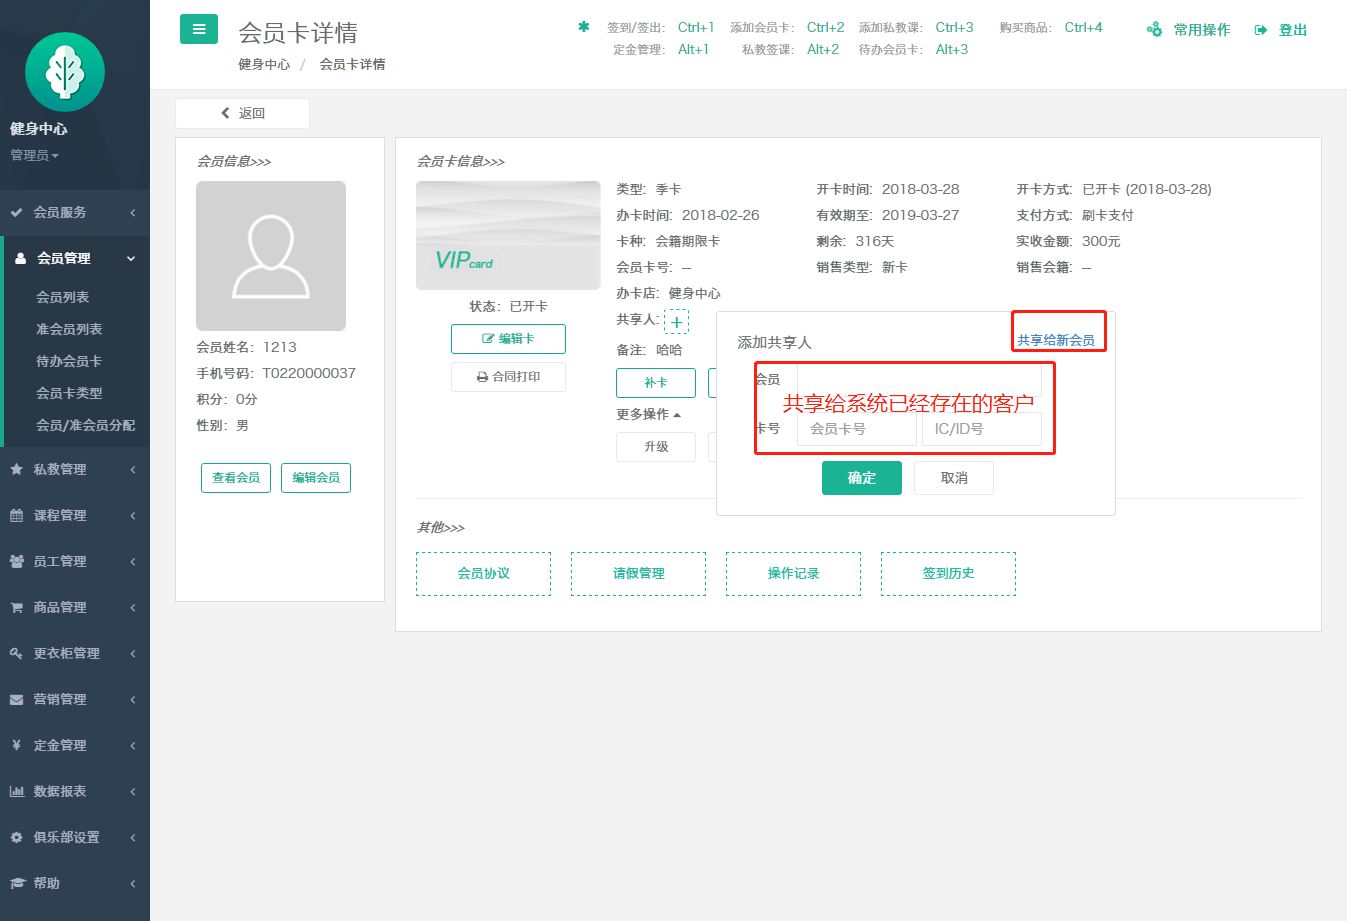 会员卡详情
健身中心 / 会员卡详情
签到/签出： Ctrl+1 添加会员卡： Ctrl+2 添加私教课： Ctrl+3 购买商品： Ctrl+4
定金管理： Alt+1 私教签课： Alt+2 待办会员卡： Alt+3
常用操作
登出
健身中心
管理员
会员服务
会员管理
会员列表
准会员列表
待办会员卡
会员卡类型
会员/准会员分配
私教管理
课程管理
员工管理
商品管理
更衣柜管理
营销管理
定金管理
数据报表
俱乐部设置
帮助
返回
会员信息>>>
会员姓名：1213
手机号码：T0220000037
积分：0分
性别：男
查看会员 编辑会员
会员卡信息>>>
VIPcard
状态：已开卡
编辑卡
合同打印
类型：季卡 开卡时间：2018-03-28 开卡方式：已开卡 (2018-03-28)
办卡时间：2018-02-26 有效期至：2019-03-27 支付方式：刷卡支付
卡种：会籍期限卡 剩余：316天 实收金额：300元
会员卡号：-- 销售类型：新卡 销售会籍：--
办卡店：健身中心
共享人: +
备注：哈哈
补卡
更多操作
升级
添加共享人 共享给新会员
会员
共享给系统已经存在的客户
卡号 会员卡号 IC/ID号
确定 取消
其他>>>
会员协议 请假管理 操作记录 签到历史